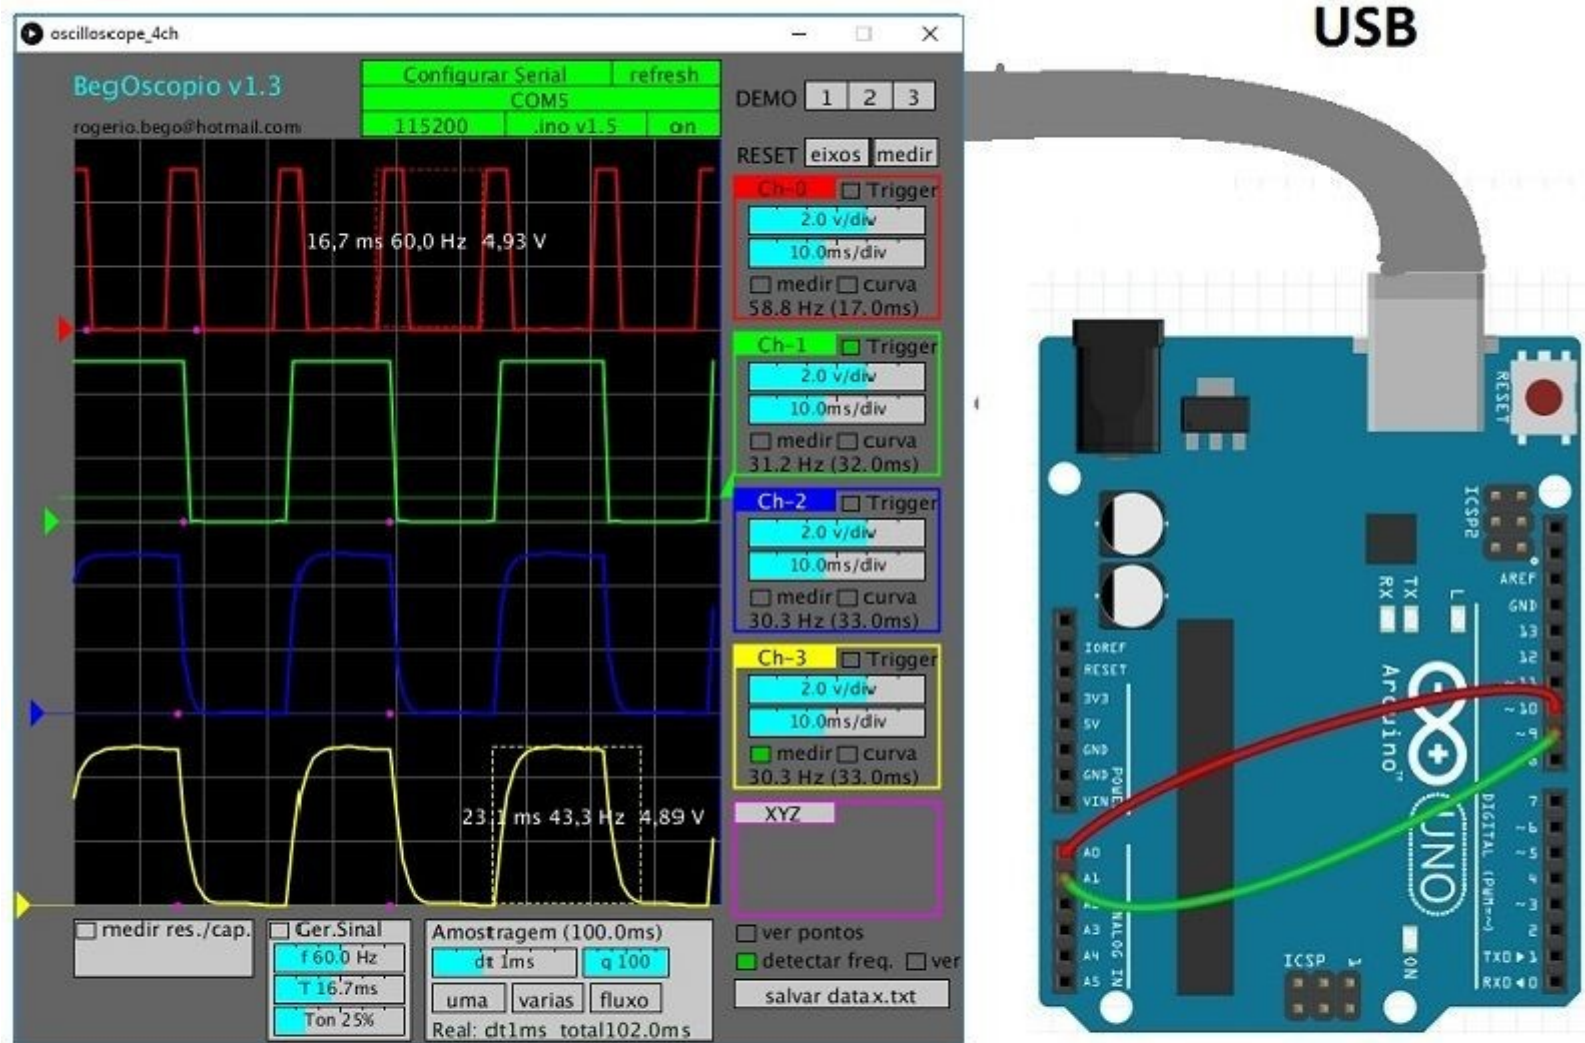 oscilloscope_4ch
BegOscopio v1.3
rogerio.bego@hotmail.com
Configurar Serial refresh
COM5
115200 .ino v1.5 on
DEMO 1 2 3
RESET eixos medir
Ch-0 Trigger
2.0 v/div
10.0ms/div
medir curva
58.8 Hz (17.0ms)
Ch-1 Trigger
2.0 v/div
10.0ms/div
medir curva
31.2 Hz (32.0ms)
Ch-2 Trigger
2.0 v/div
10.0ms/div
medir curva
30.3 Hz (33.0ms)
Ch-3 Trigger
2.0 v/div
10.0ms/div
medir curva
30.3 Hz (33.0ms)
XYZ
ver pontos
detectar freq. ver
salvar datax.txt
16,7 ms 60,0 Hz 4,93 V
23,1 ms 43,3 Hz 4,89 V
medir res./cap.
Ger.Sinal
f 60.0 Hz
T 16.7ms
Ton 25%
Amostragem (100.0ms)
dt 1ms q 100
uma varias fluxo
Real: dt1ms total102.0ms
USB
RESET
ICSP2
AREF
GND
13
12
~11
~10
~9
8
7
~6
~5
4
~3
2
TXD▶1
RXD◀0
RX
TX
L
Arduino™
UNO
DIGITAL (PWM=~)
IOREF
RESET
3V3
5V
GND
GND
VIN
POWER
A0
A1
A2
A3
A4
A5
ANALOG IN
ICSP
1
ON